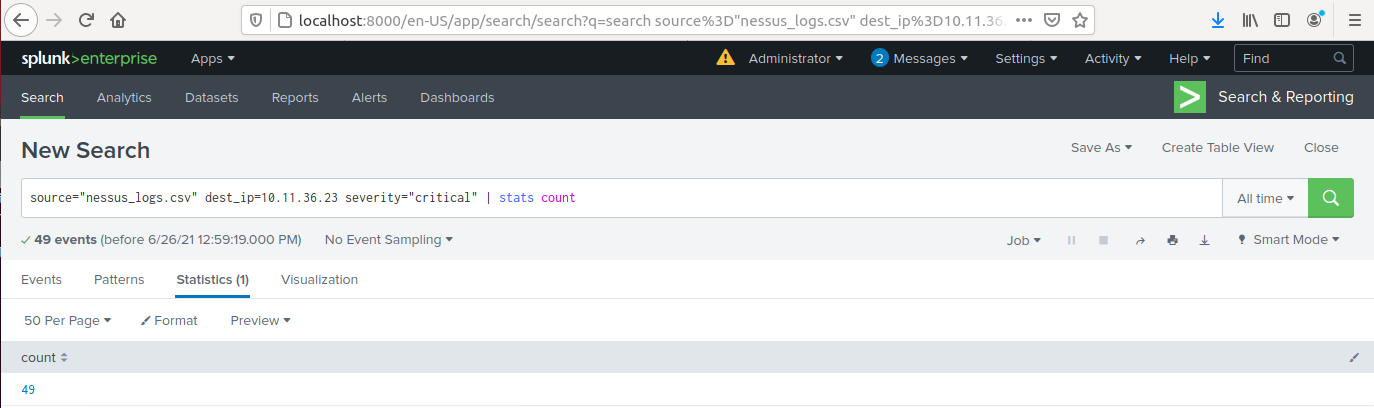 localhost:8000/en-US/app/search/search?q=search source%3D"nessus_logs.csv" dest_ip%3D10.11.36.
splunk>enterprise Apps Administrator 2 Messages Settings Activity Help Find
Search Analytics Datasets Reports Alerts Dashboards > Search & Reporting
New Search Save As Create Table View Close
source="nessus_logs.csv" dest_ip=10.11.36.23 severity="critical" | stats count All time
✓ 49 events (before 6/26/21 12:59:19.000 PM) No Event Sampling Job Smart Mode
Events Patterns Statistics (1) Visualization
50 Per Page Format Preview
count
49